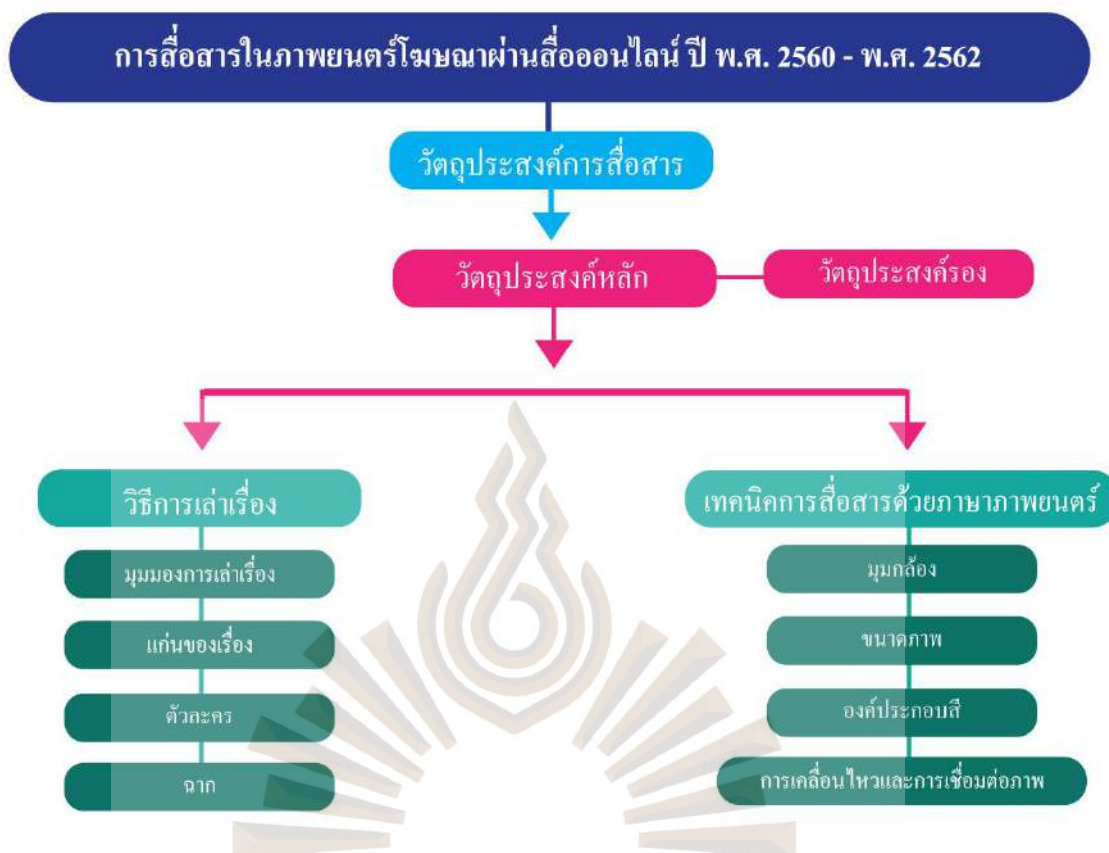 การสื่อสารในภาพยนตร์โฆษณาผ่านสื่อออนไลน์ ปี พ.ศ. 2560 - พ.ศ. 2562
วัตถุประสงค์การสื่อสาร
วัตถุประสงค์หลัก
วัตถุประสงค์รอง
วิธีการเล่าเรื่อง
มุมมองการเล่าเรื่อง
แก่นของเรื่อง
ตัวละคร
ฉาก
เทคนิคการสื่อสารด้วยภาษาภาพยนตร์
มุมกล้อง
ขนาดภาพ
องค์ประกอบสี
การเคลื่อนไหวและการเชื่อมต่อภาพ